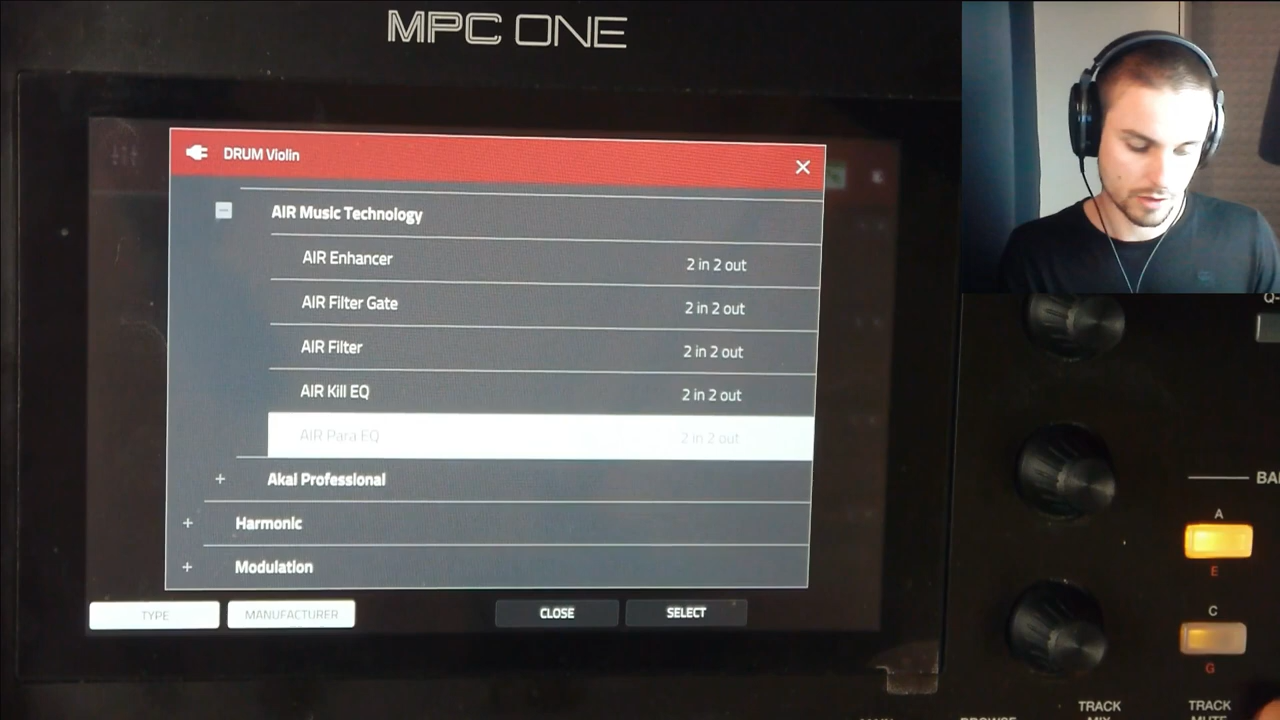 MPC ONE
DRUM Violin
AIR Music Technology
AIR Enhancer 2 in 2 out
AIR Filter Gate 2 in 2 out
AIR Filter 2 in 2 out
AIR Kill EQ 2 in 2 out
AIR Para EQ 2 in 2 out
+ Akai Professional
+ Harmonic
+ Modulation
TYPE MANUFACTURER CLOSE SELECT
A
E
C
G
TRACK
TRACK